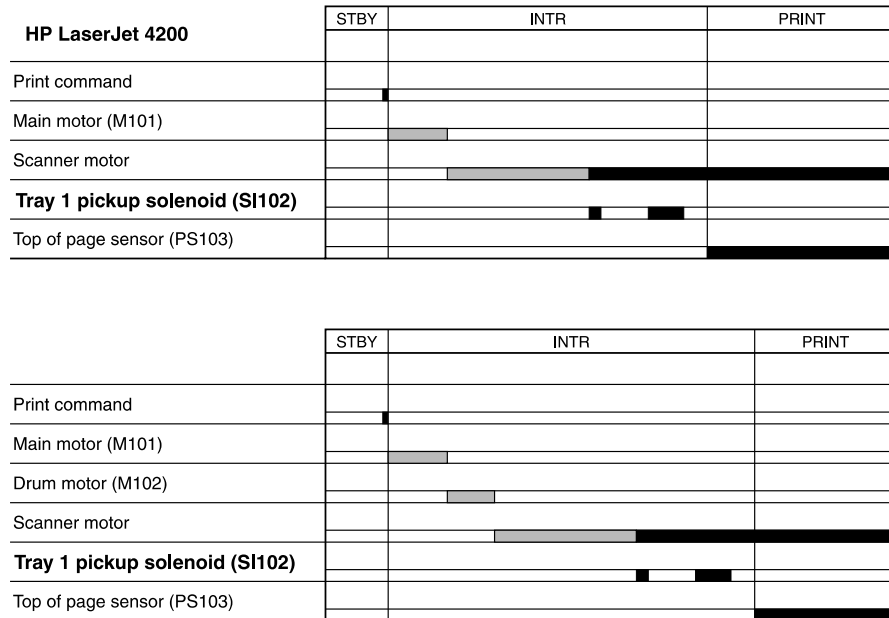 STBY INTR PRINT
HP LaserJet 4200
Print command
Main motor (M101)
Scanner motor
Tray 1 pickup solenoid (SI102)
Top of page sensor (PS103)
STBY INTR PRINT
Print command
Main motor (M101)
Drum motor (M102)
Scanner motor
Tray 1 pickup solenoid (SI102)
Top of page sensor (PS103)